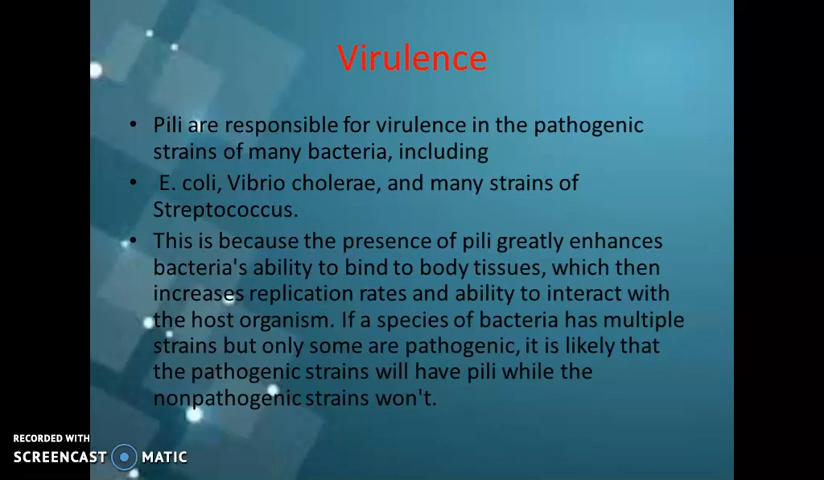 Virulence
• Pili are responsible for virulence in the pathogenic
strains of many bacteria, including
• E. coli, Vibrio cholerae, and many strains of
Streptococcus.
• This is because the presence of pili greatly enhances
bacteria's ability to bind to body tissues, which then
increases replication rates and ability to interact with
the host organism. If a species of bacteria has multiple
strains but only some are pathogenic, it is likely that
the pathogenic strains will have pili while the
nonpathogenic strains won't.
RECORDED WITH
SCREENCAST MATIC